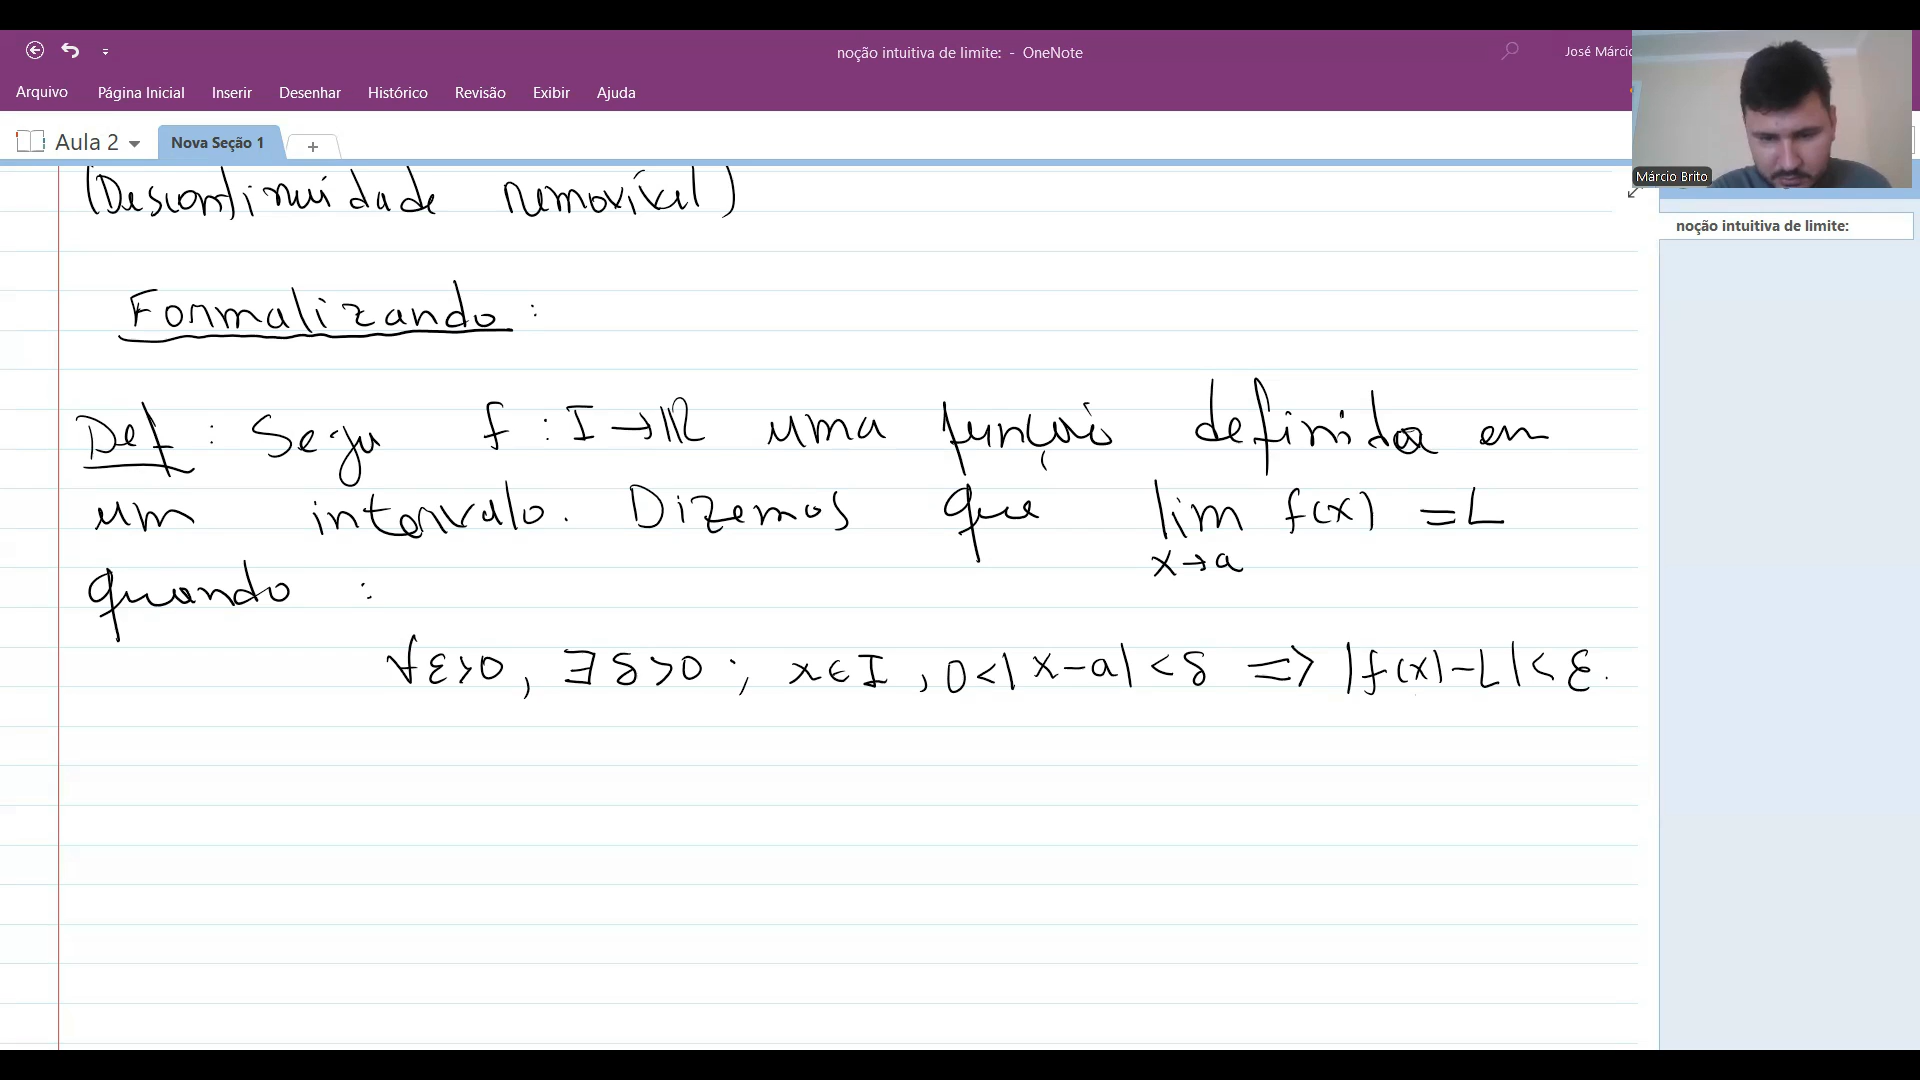 noção intuitiva de limite: - OneNote
José Márcio
Arquivo Página Inicial Inserir Desenhar Histórico Revisão Exibir Ajuda
Aula 2 Nova Seção 1 +
Márcio Brito
noção intuitiva de limite:
(Descontinuidade removível)
Formalizando:
Def: Seja f: I → ℝ uma função definida em
um intervalo. Dizemos que lim f(x) = L
x→a
quando :
∀ε>0, ∃δ>0; x∈I, 0<|x-a|<δ => |f(x)-L|<ε.